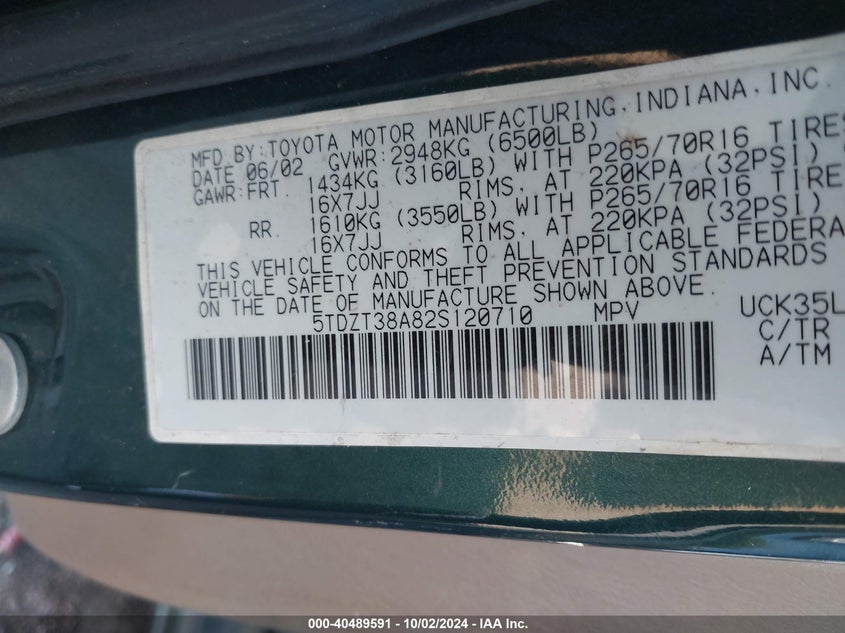 MFD BY: TOYOTA MOTOR MANUFACTURING, INDIANA, INC.
DATE 06/02 GVWR: 2948KG (6500LB)
GAWR: FRT 1434KG (3160LB) WITH P265/70R16 TIRES
16X7JJ RIMS, AT 220KPA (32PSI)
RR. 1610KG (3550LB) WITH P265/70R16 TIRE
16X7JJ RIMS, AT 220KPA (32PSI)
THIS VEHICLE CONFORMS TO ALL APPLICABLE FEDERA
VEHICLE SAFETY AND THEFT PREVENTION STANDARDS
ON THE DATE OF MANUFACTURE SHOWN ABOVE.
5TDZT38A82S120710 MPV UCK35L
C/TR
A/TM
000-40489591 - 10/02/2024 - IAA Inc.